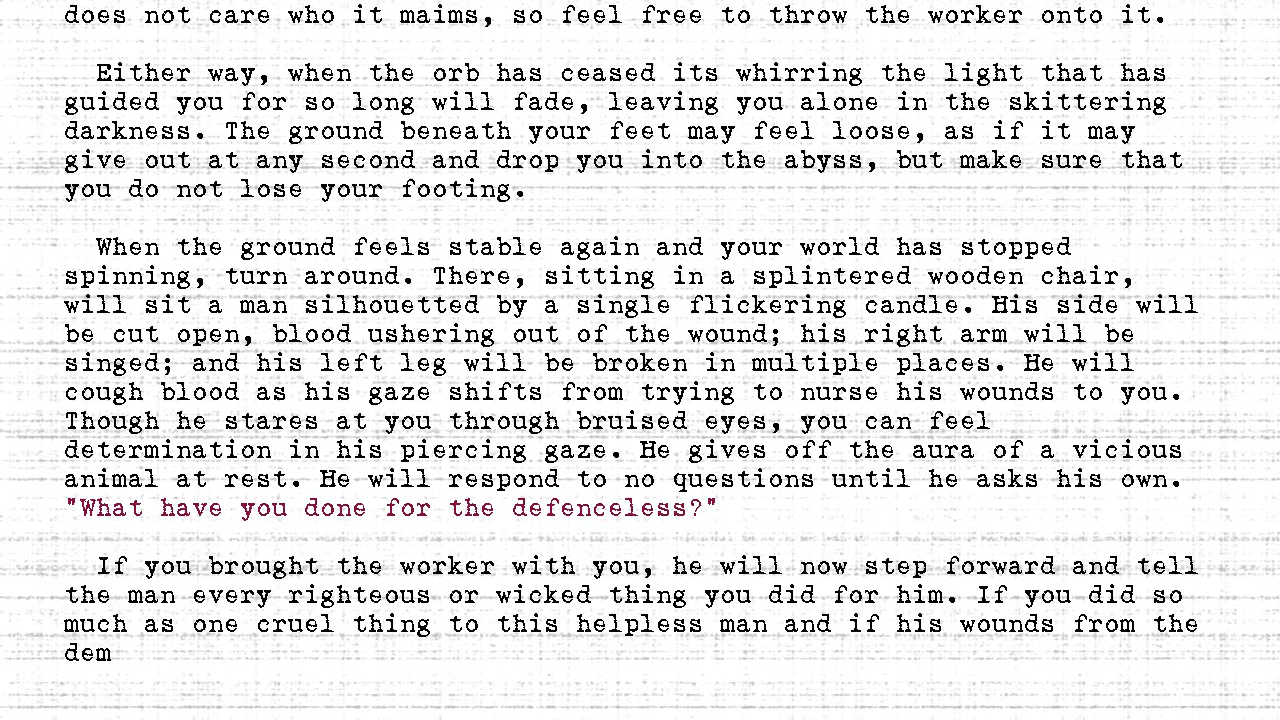 does not care who it maims, so feel free to throw the worker onto it.
Either way, when the orb has ceased its whirring the light that has
guided you for so long will fade, leaving you alone in the skittering
darkness. The ground beneath your feet may feel loose, as if it may
give out at any second and drop you into the abyss, but make sure that
you do not lose your footing.
When the ground feels stable again and your world has stopped
spinning, turn around. There, sitting in a splintered wooden chair,
will sit a man silhouetted by a single flickering candle. His side will
be cut open, blood ushering out of the wound; his right arm will be
singed; and his left leg will be broken in multiple places. He will
cough blood as his gaze shifts from trying to nurse his wounds to you.
Though he stares at you through bruised eyes, you can feel
determination in his piercing gaze. He gives off the aura of a vicious
animal at rest. He will respond to no questions until he asks his own.
"What have you done for the defenceless?"
If you brought the worker with you, he will now step forward and tell
the man every righteous or wicked thing you did for him. If you did so
much as one cruel thing to this helpless man and if his wounds from the
dem